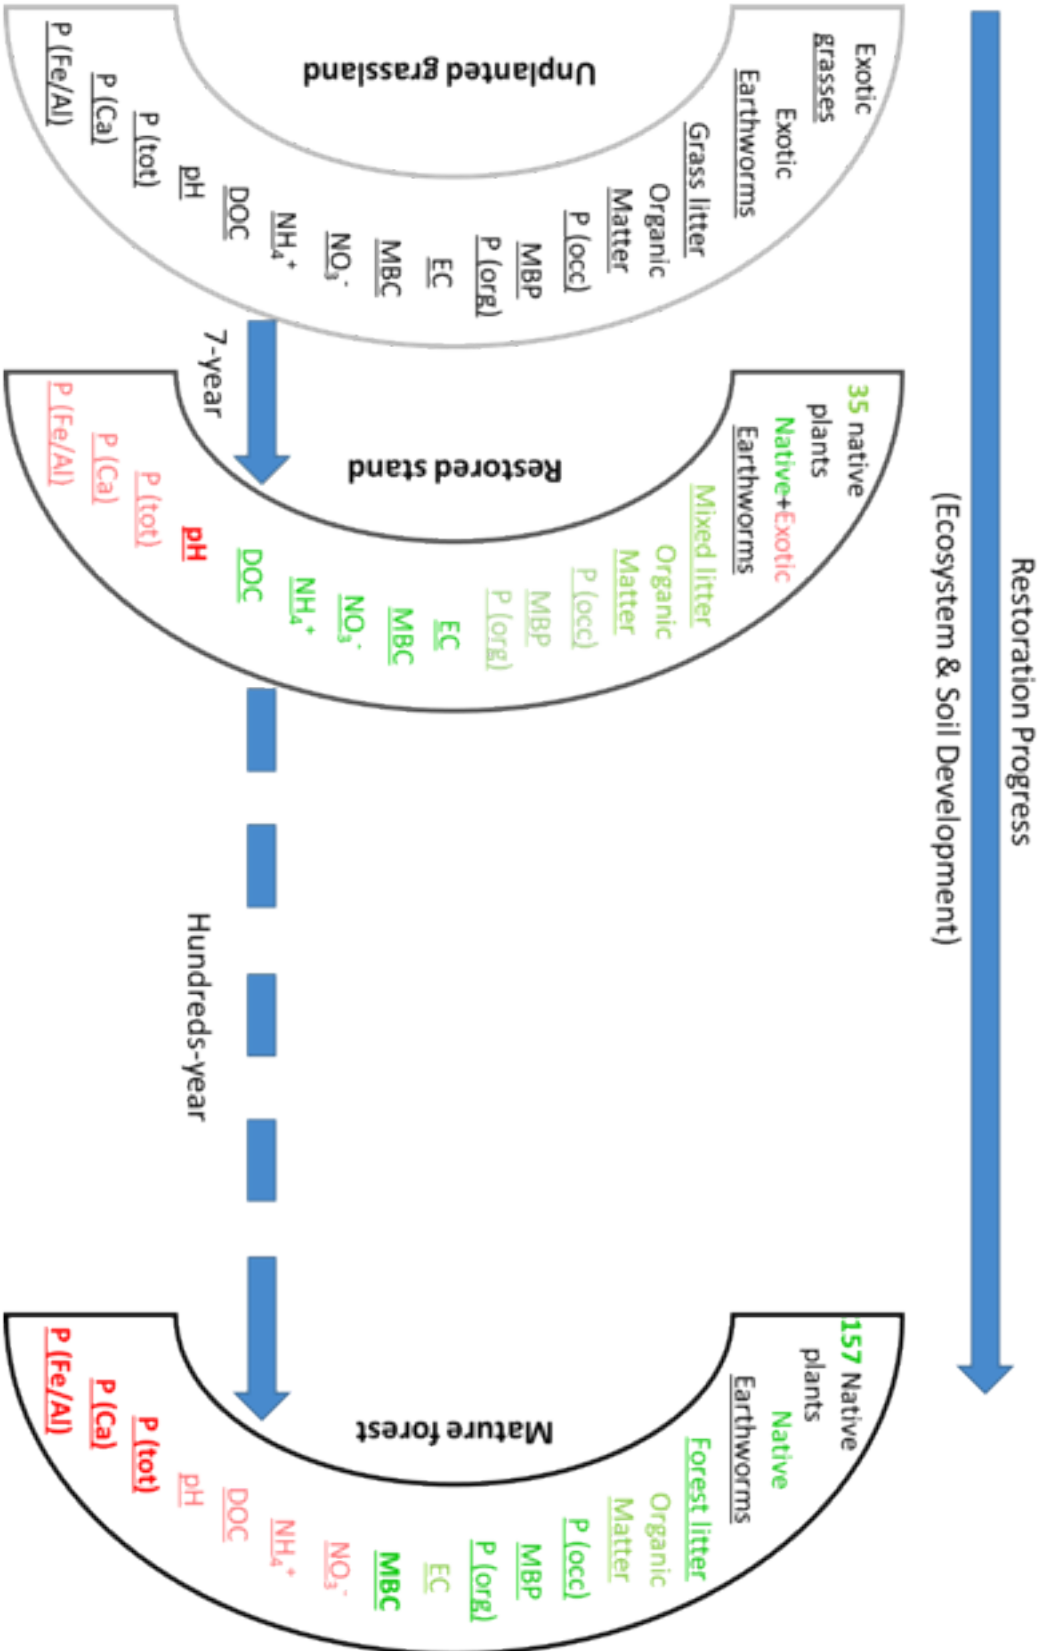 Restoration Progress
(Ecosystem & Soil Development)
Unplanted grassland
Exotic
grasses
Exotic
Earthworms
Grass litter
Organic
Matter
P (occ)
MBP
P (org)
EC
MBC
NO₃⁻
NH₄⁺
DOC
pH
P (tot)
P (Ca)
P (Fe/Al)
7-year
Restored stand
35 native
plants
Native+Exotic
Earthworms
Mixed litter
Organic
Matter
P (occ)
MBP
P (org)
EC
MBC
NO₃⁻
NH₄⁺
DOC
pH
P (tot)
P (Ca)
P (Fe/Al)
Hundreds-year
Mature forest
157 Native
plants
Native
Earthworms
Forest litter
Organic
Matter
P (occ)
MBP
P (org)
EC
MBC
NO₃⁻
NH₄⁺
DOC
pH
P (tot)
P (Ca)
P (Fe/Al)